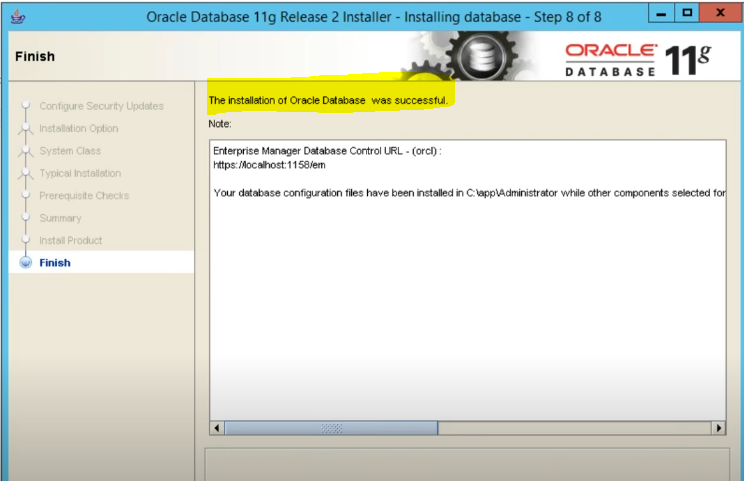 Oracle Database 11g Release 2 Installer - Installing database - Step 8 of 8
Finish
ORACLE
DATABASE
11g
Configure Security Updates
Installation Option
System Class
Typical Installation
Prerequisite Checks
Summary
Install Product
Finish
The installation of Oracle Database was successful.
Note:
Enterprise Manager Database Control URL - (orcl) :
https://localhost:1158/em
Your database configuration files have been installed in C:\app\Administrator while other components selected for